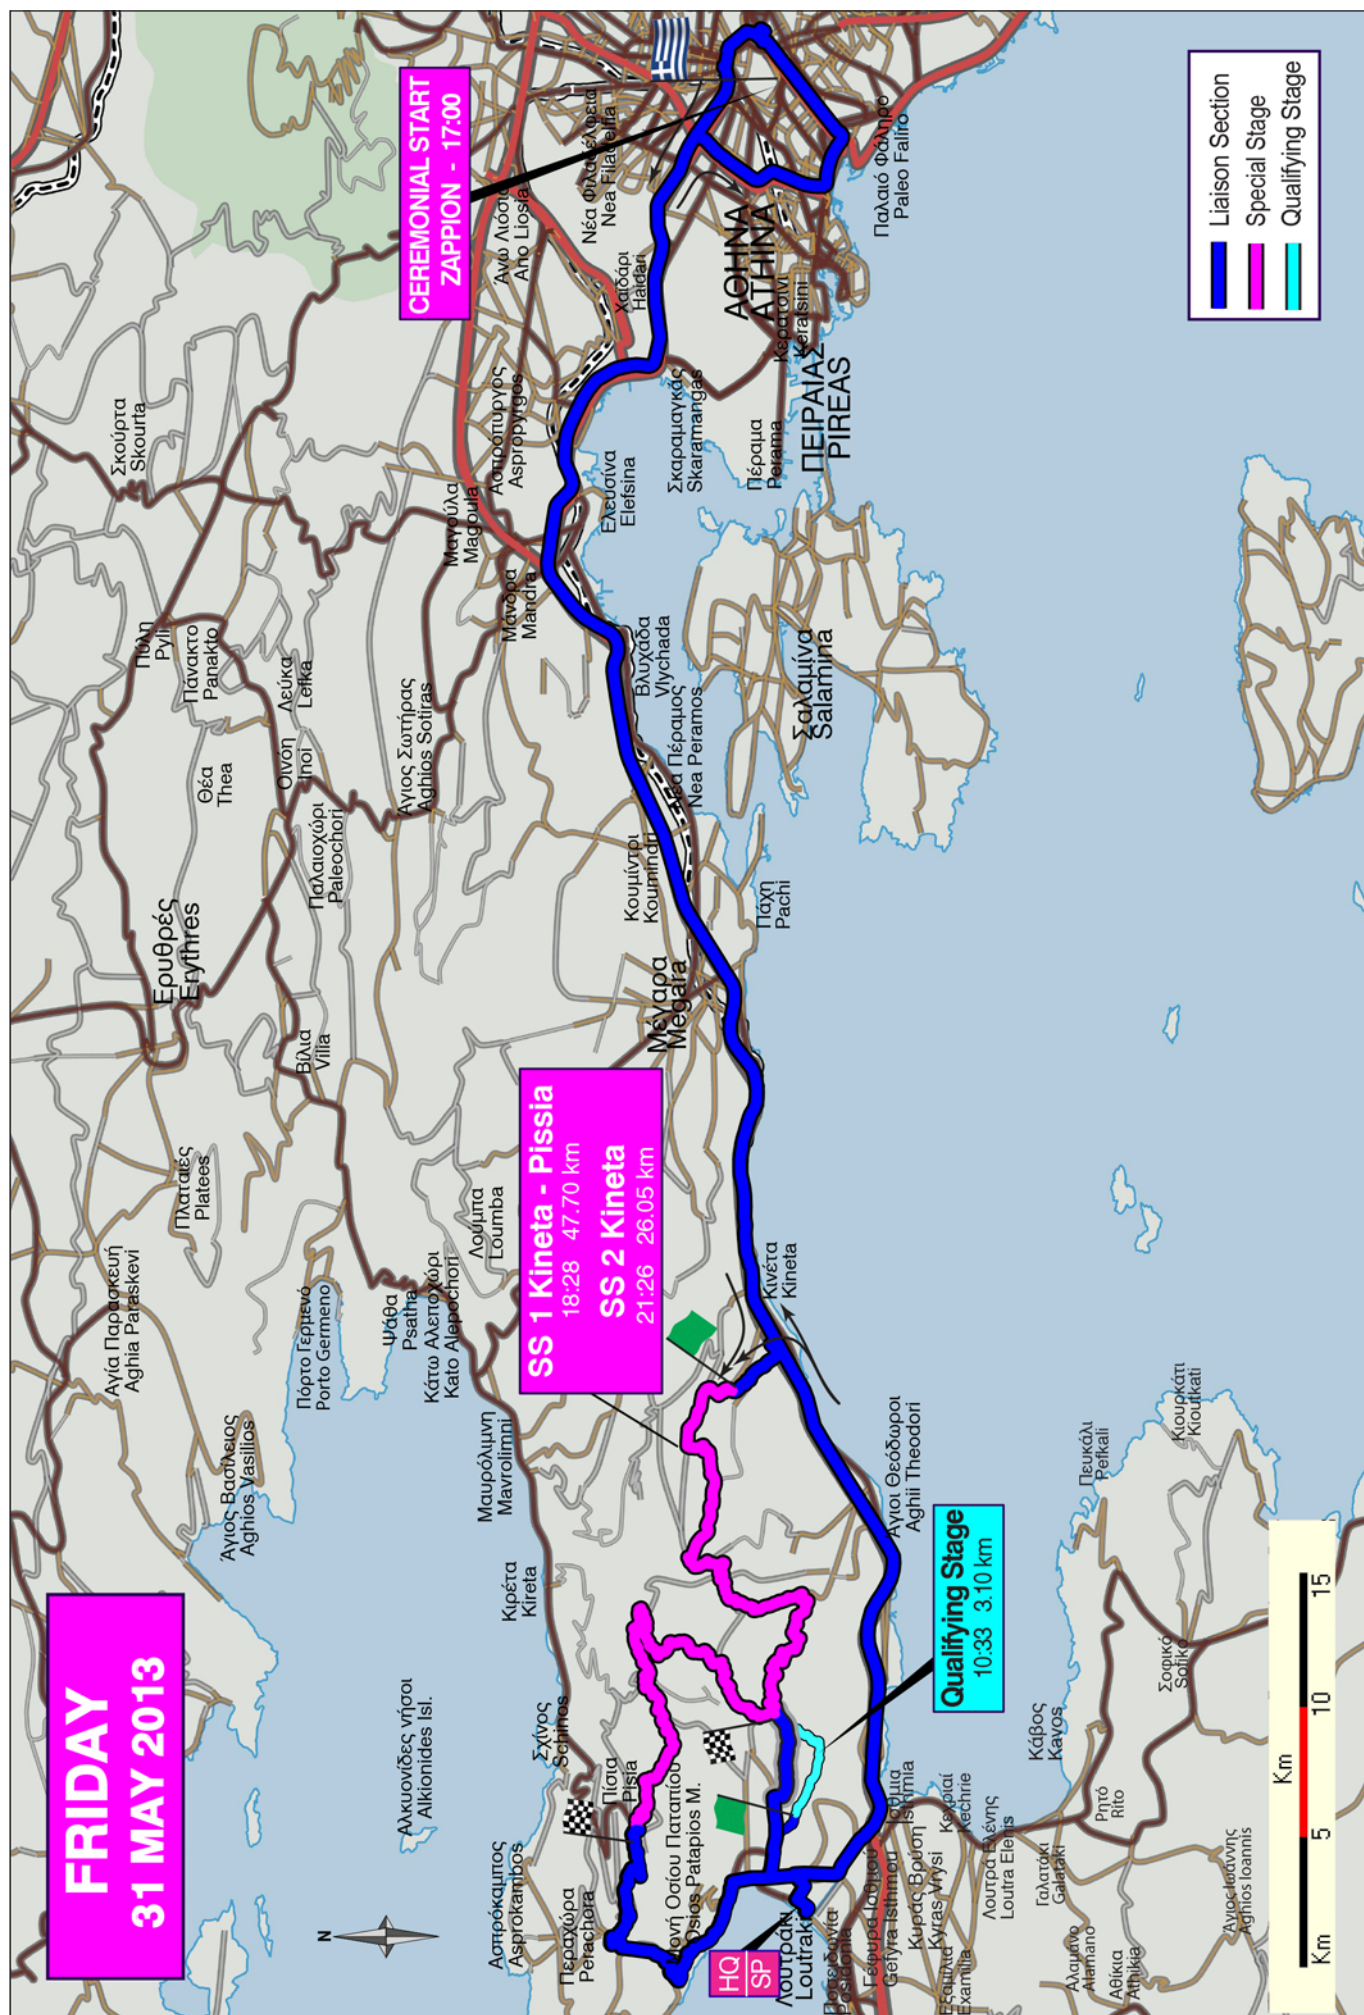 FRIDAY
31 MAY 2013
N
CEREMONIAL START
ZAPPION - 17:00
SS 1 Kineta - Pissia
18:28 47.70 km
SS 2 Kineta
21:26 26.05 km
Qualifying Stage
10:33 3.10 km
HQ
SP
Liaison Section
Special Stage
Qualifying Stage
Km
Km
5
10
15
Αγία Παρασκευή
Aghia Paraskevi
Πλαταιές
Platees
Ερυθρές
Erythres
Πύλη
Pyli
Πάνακτο
Panakto
Σκούρτα
Skourta
Θέα
Thea
Λεύκα
Lefka
Οινόη
Inoi
Παλαιοχώρι
Paleochori
Βίλια
Vilia
Άγιος Βασίλειος
Aghios Vasilios
Πόρτο Γερμενό
Porto Germeno
Ψάθα
Psatha
Κάτω Αλεποχώρι
Kato Alepochori
Λούμπα
Loumba
Άγιος Σωτήρας
Aghios Sotiras
Μαγούλα
Magoula
Μάνδρα
Mandra
Ασπρόπυργος
Aspropyrgos
Άνω Λιόσια
Ano Liosia
Νέα Φιλαδέλφεια
Nea Filadelfia
Χαϊδάρι
Haidari
Αλκυονίδες νήσοι
Alkionides Isl.
Μαυρόλιμνη
Mavrolimni
Κιρέτα
Kireta
Σχίνος
Schinos
Πίσια
Pisia
Ασπρόκαμπος
Asprokambos
Περαχώρα
Perachora
Μονή Οσίου Παταπίου
Osios Patapios M.
Μέγαρα
Megara
Κουμίντρι
Koumindri
Νέα Πέραμος
Nea Peramos
Βλυχάδα
Vlychada
Ελευσίνα
Elefsina
Σκαραμαγκάς
Skaramangas
Πέραμα
Perama
ΑΘΗΝΑ
ATHINA
Κερατσίνι
Keratsini
ΠΕΙΡΑΙΑΣ
PIREAS
Παλαιό Φάληρο
Paleo Faliro
Σαλαμίνα
Salamina
Πάχη
Pachi
Κινέτα
Kineta
Άγιοι Θεόδωροι
Aghii Theodori
Λουτράκι
Loutraki
Ποσειδωνία
Posidonia
Γέφυρα Ισθμού
Gefyra Isthmou
Ίσθμια
Isthmia
Κυράς Βρύση
Kyras Vrysi
Εξαμίλια
Examilia
Κεχριαί
Kechrie
Λουτρά Ελένης
Loutra Elenis
Γαλατάκι
Galataki
Κάβος
Kavos
Πευκάλι
Pefkali
Κιουρκάτι
Kioutkati
Σοφικό
Sofiko
Ρητό
Rito
Αλαμάνο
Alamano
Αθίκια
Athikia
Άγιος Ιωάννης
Aghios Ioannis